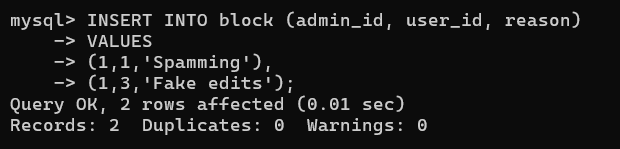 mysql> INSERT INTO block (admin_id, user_id, reason)
    -> VALUES
    -> (1,1,'Spamming'),
    -> (1,3,'Fake edits');
Query OK, 2 rows affected (0.01 sec)
Records: 2  Duplicates: 0  Warnings: 0